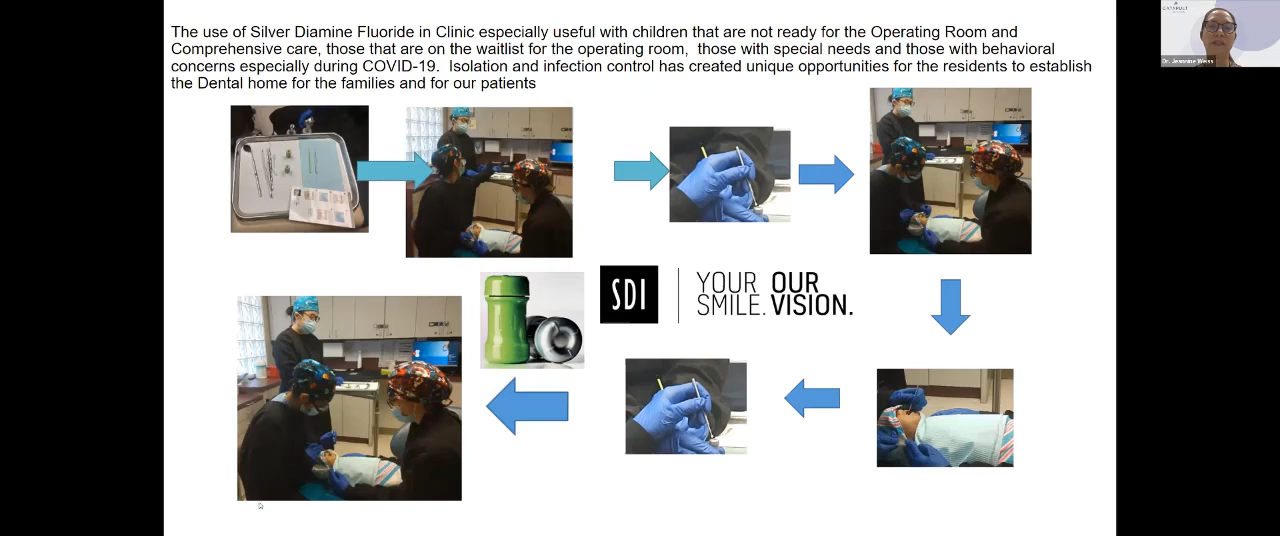 The use of Silver Diamine Fluoride in Clinic especially useful with children that are not ready for the Operating Room and
Comprehensive care, those that are on the waitlist for the operating room,  those with special needs and those with behavioral
concerns especially during COVID-19.  Isolation and infection control has created unique opportunities for the residents to establish
the Dental home for the families and for our patients
CATAPULT
Dr. Jeannine Weiss
SDI
YOUR OUR
SMILE. VISION.